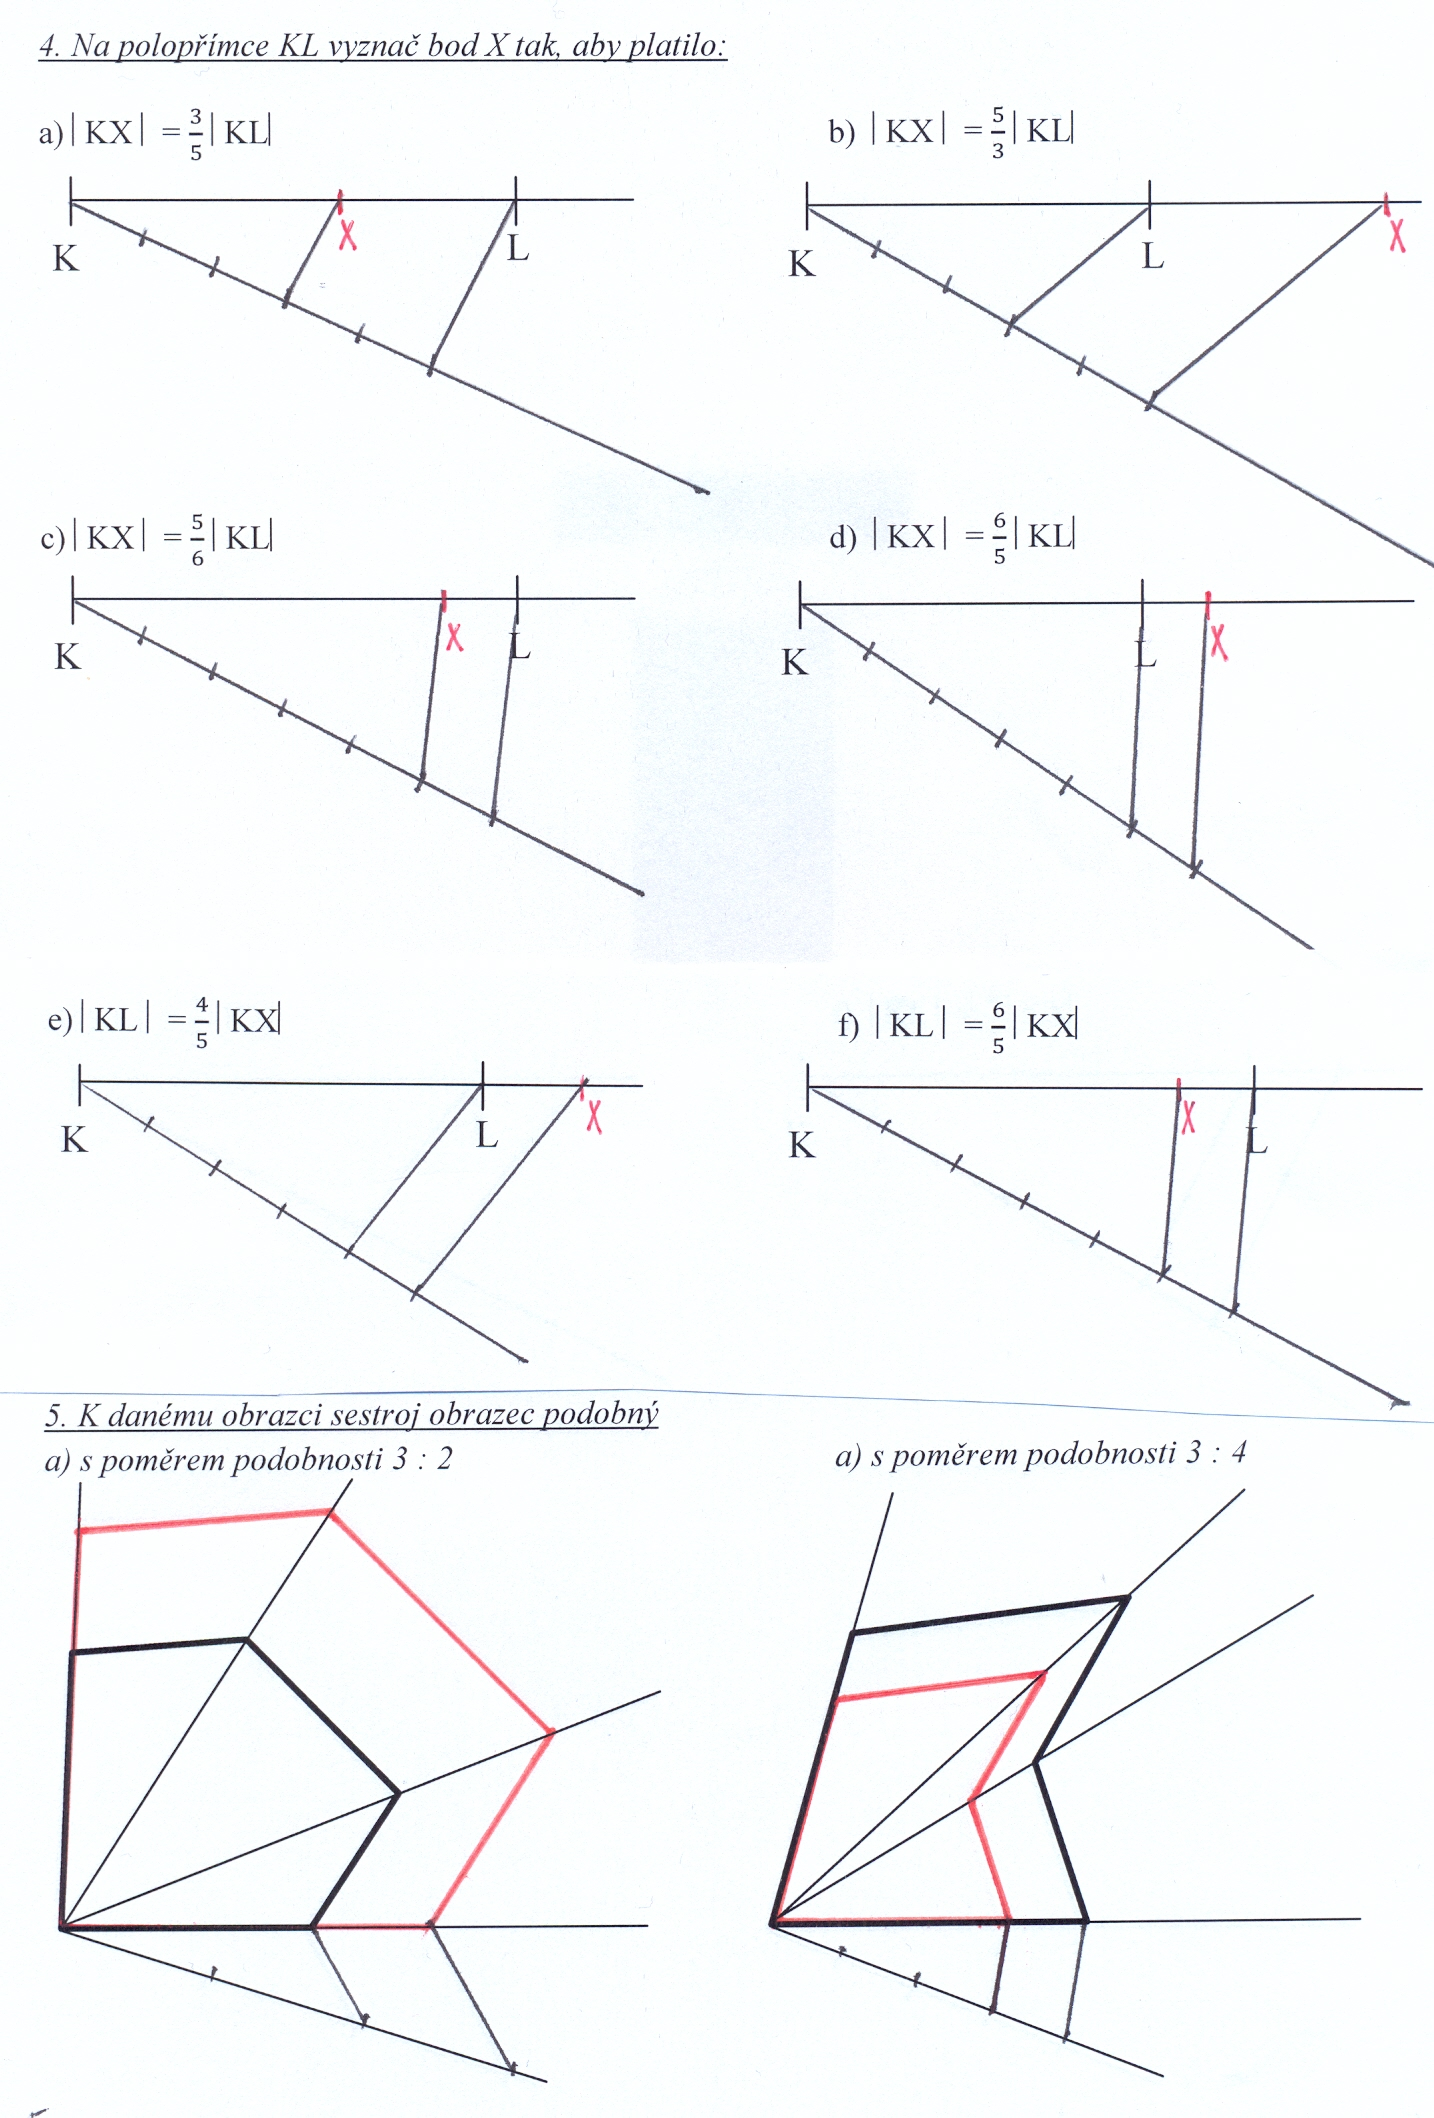 4. Na polopřímce KL vyznač bod X tak, aby platilo:
a) | KX | = 3/5 | KL|
b) | KX | = 5/3 | KL|
K X L
K L X
c) | KX | = 5/6 | KL|
d) | KX | = 6/5 | KL|
K X L
K L X
e) | KL | = 4/5 | KX|
f) | KL | = 6/5 | KX|
K L X
K X L
5. K danému obrazci sestroj obrazec podobný
a) s poměrem podobnosti 3 : 2
a) s poměrem podobnosti 3 : 4